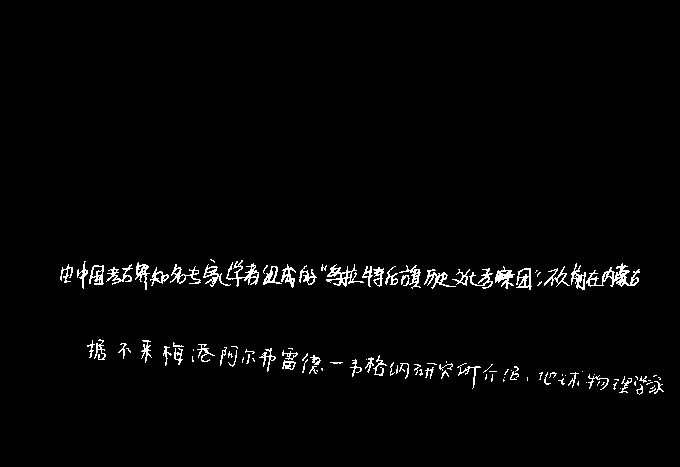 由中国考古界知名专家学者组成的“乌拉特后旗历史文化考察团”，于前在内蒙古
据不来梅港阿尔弗雷德-韦格纳研究所介绍，地球物理学家